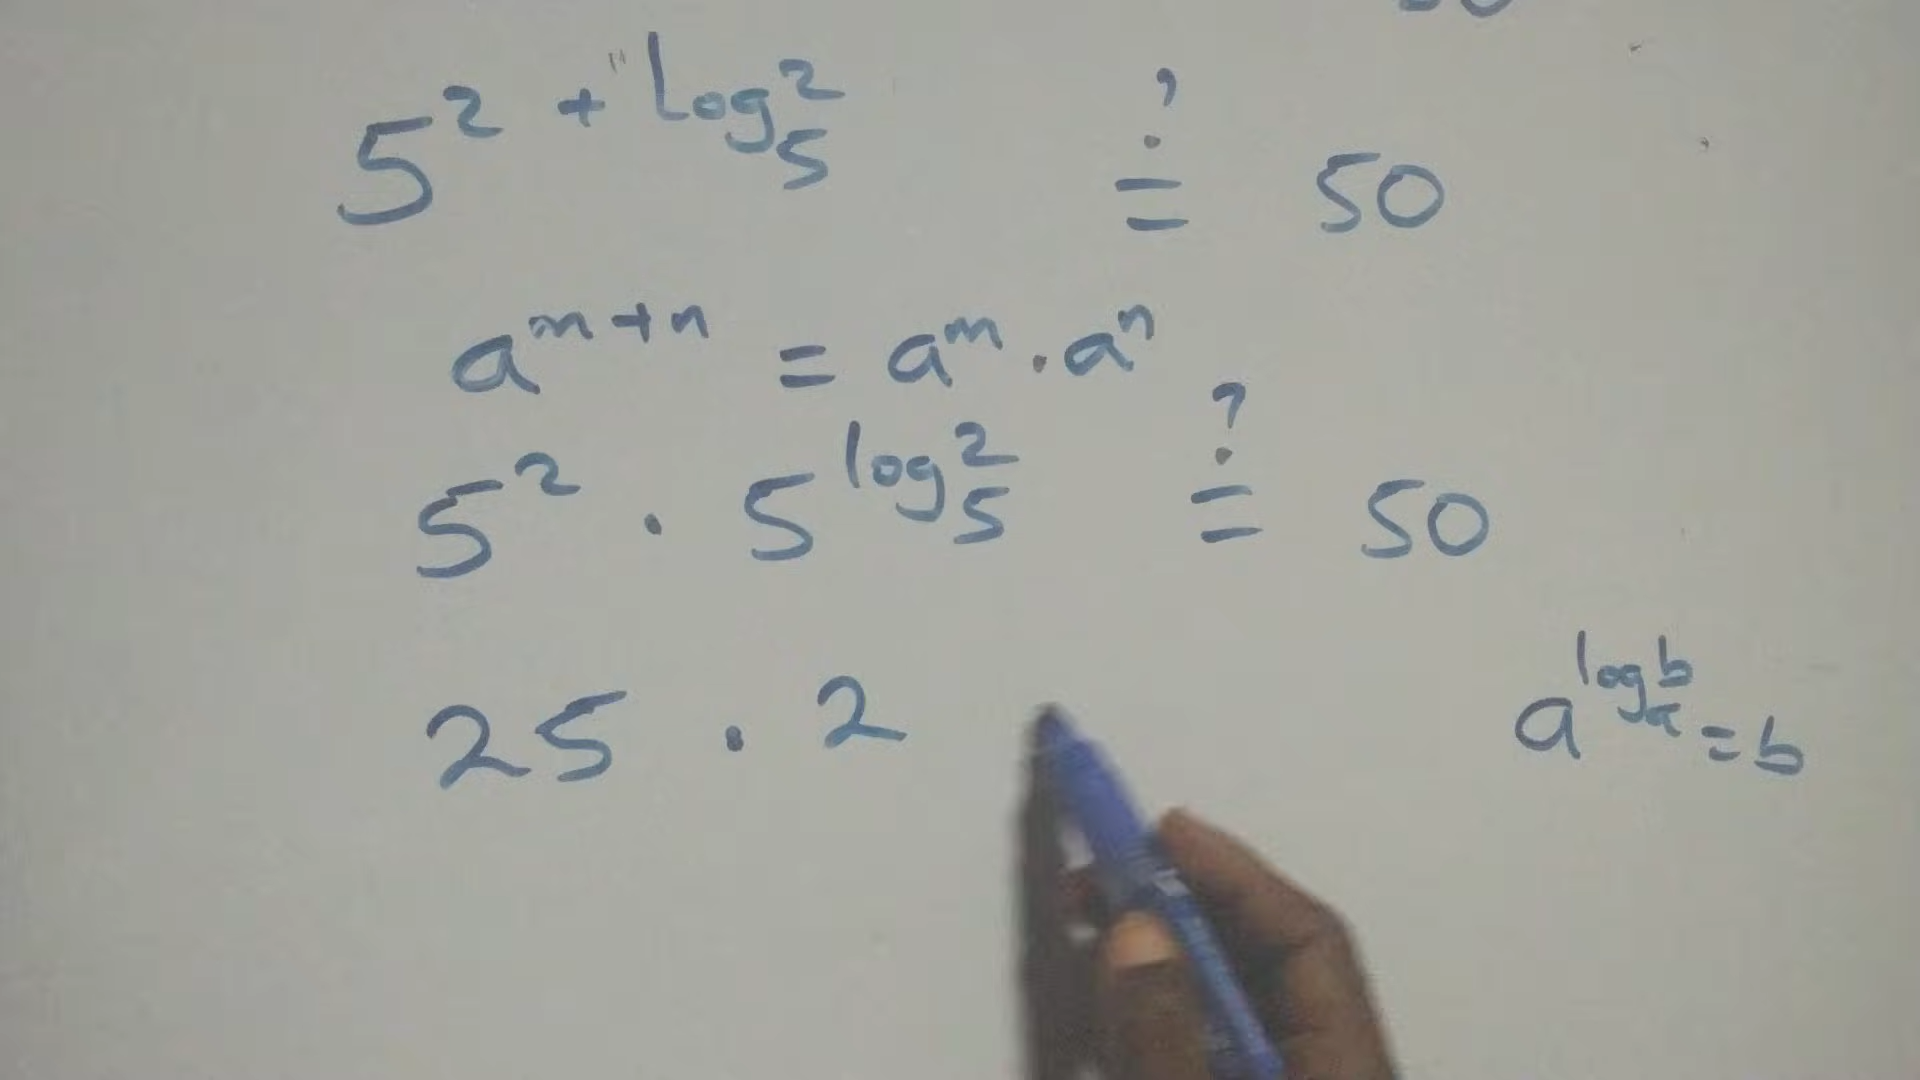 5^2 + log_5 2 ?= 50
a^m+n = a^m . a^n
5^2 . 5^log_5 2 ?= 50
25 . 2
a^log_a b = b